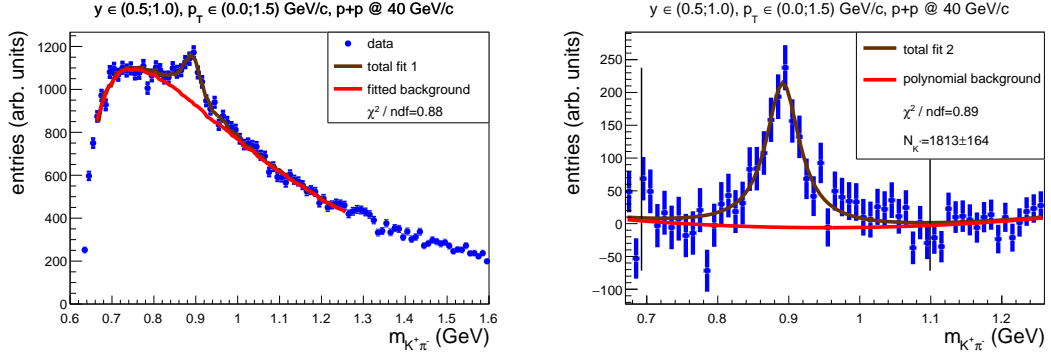 y ∈ (0.5;1.0), p_T ∈ (0.0;1.5) GeV/c, p+p @ 40 GeV/c
entries (arb. units)
1200
1000
800
600
400
200
0
data
total fit 1
fitted background
χ² / ndf=0.88
0.6 0.7 0.8 0.9 1 1.1 1.2 1.3 1.4 1.5 1.6
m_{K⁺π⁻} (GeV)
y ∈ (0.5;1.0), p_T ∈ (0.0;1.5) GeV/c, p+p @ 40 GeV/c
entries (arb. units)
250
200
150
100
50
0
−50
−100
total fit 2
polynomial background
χ² / ndf=0.89
N_{K*}=1813±164
0.7 0.8 0.9 1 1.1 1.2
m_{K⁺π⁻} (GeV)